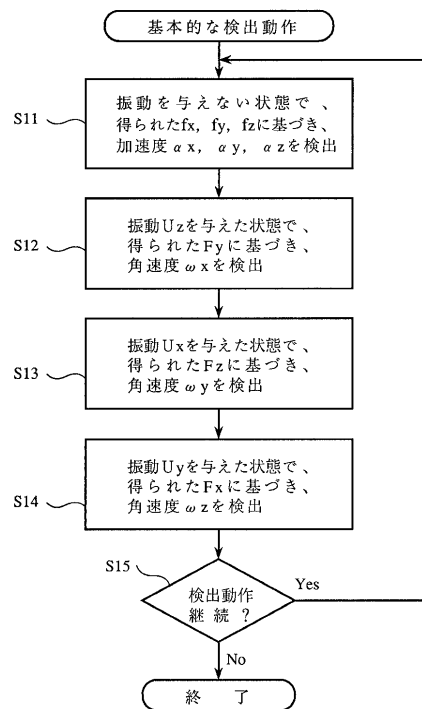 基本的な検出動作
S11
振動を与えない状態で、
得られたfx, fy, fzに基づき、
加速度αx, αy, αzを検出
S12
振動Uzを与えた状態で、
得られたFyに基づき、
角速度ωxを検出
S13
振動Uxを与えた状態で、
得られたFzに基づき、
角速度ωyを検出
S14
振動Uyを与えた状態で、
得られたFxに基づき、
角速度ωzを検出
S15
検出動作
継続？
Yes
No
終了